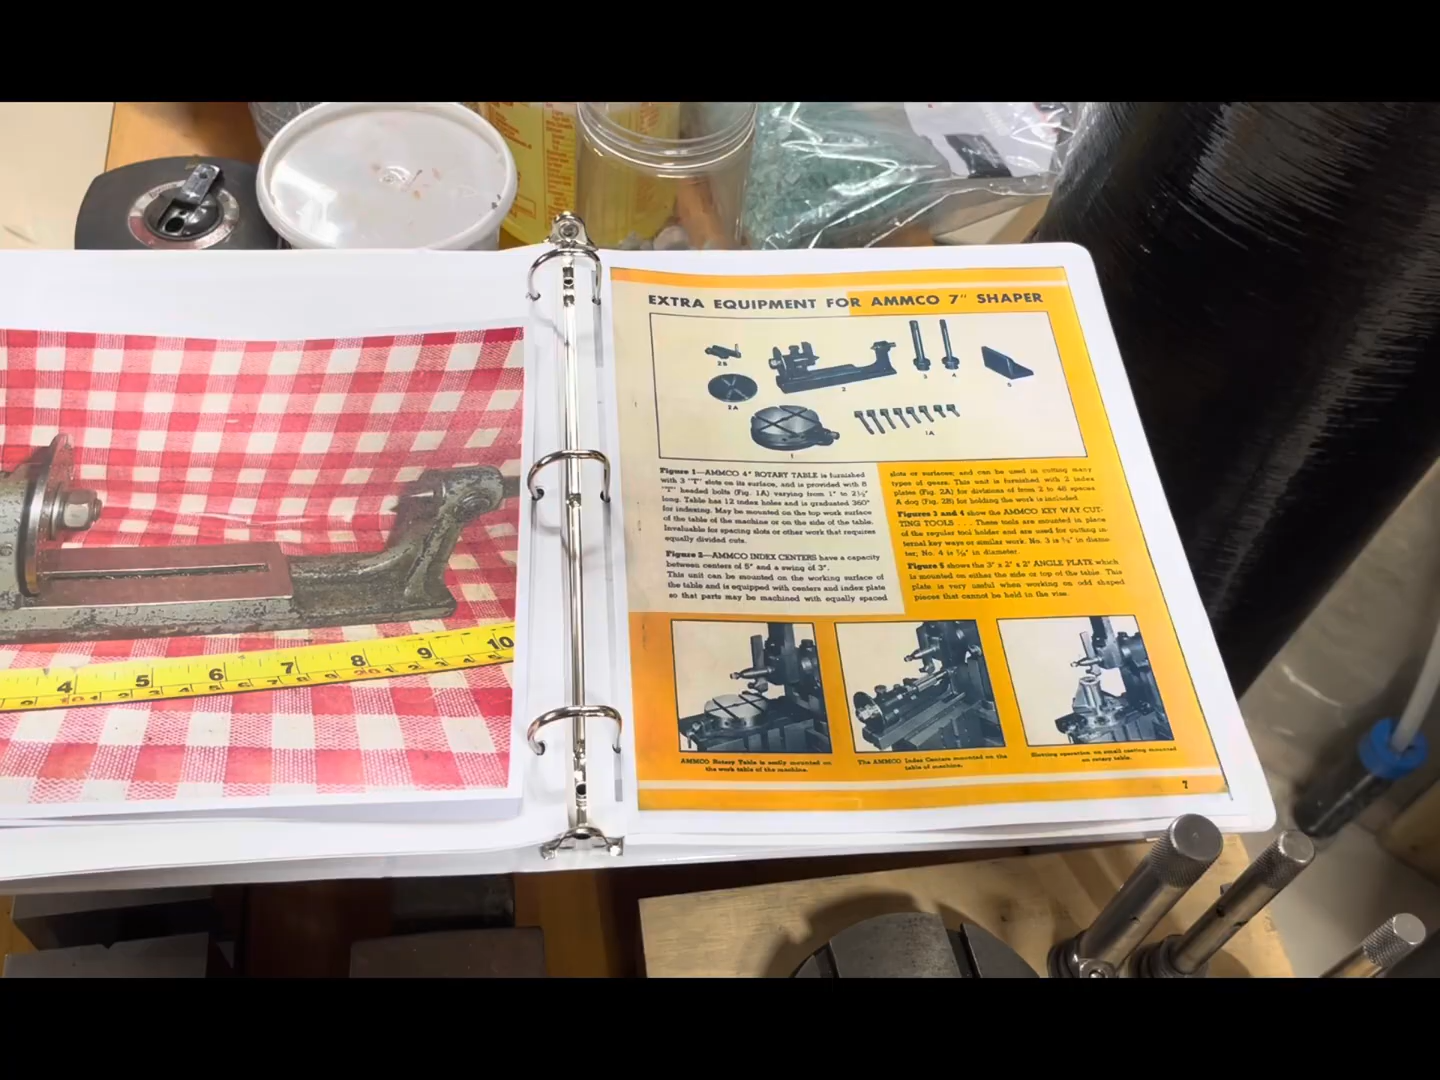 4 5 6 7 8 9 10
EXTRA EQUIPMENT FOR AMMCO 7" SHAPER
2B
2A
2
3
4
1
1A
Figure 1—AMMCO 4" ROTARY TABLE is furnished
with 3 "T" slots on its surface, and is provided with 8
"T" headed bolts (Fig. 1A) varying from 1" to 2½"
long. Table has 12 index holes and is graduated 360°
for indexing. May be mounted on the top work surface
of the table of the machine or on the side of the table.
Invaluable for spacing slots or other work that requires
equally divided cuts.
Figure 2—AMMCO INDEX CENTERS have a capacity
between centers of 5" and a swing of 3".
This unit can be mounted on the working surface of
the table and is equipped with centers and index plate
so that parts may be machined with equally spaced
slots or surfaces; and can be used in cutting many
types of gears. This unit is furnished with 2 index
plates (Fig. 2A) for divisions of from 2 to 48 spaces
A dog (Fig. 2B) for holding the work is included.
Figures 3 and 4 show the AMMCO KEY WAY CUT-
TING TOOLS . . . These tools are mounted in place
of the regular tool holder and are used for cutting in-
ternal key ways or similar work. No. 3 is in diame-
ter; No. 4 is in diameter.
Figure 5 shows the 3" x 2" x 2" ANGLE PLATE which
is mounted on either the side or top of the table. This
plate is very useful when working on odd shaped
pieces that cannot be held in the vise.
AMMCO Rotary Table is easily mounted on
the work table of the machine.
The AMMCO Index Centers mounted on the
table of machine.
Slotting operation on small casting mounted
on rotary table.
7